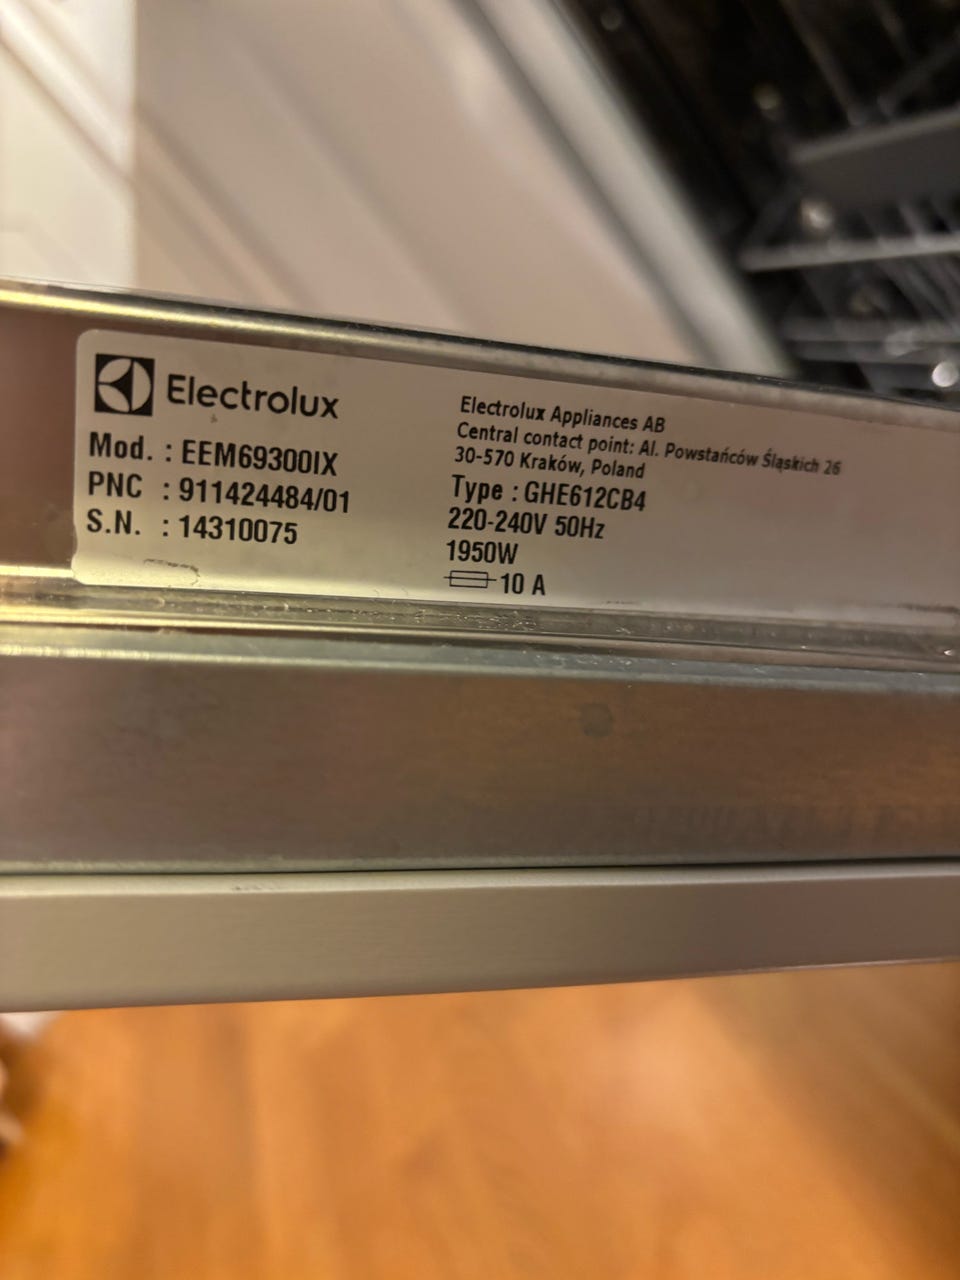 Electrolux
Mod. : EEM69300IX
PNC : 911424484/01
S.N. : 14310075
Electrolux Appliances AB
Central contact point: Al. Powstańców Śląskich 26
30-570 Kraków, Poland
Type : GHE612CB4
220-240V 50Hz
1950W
10 A